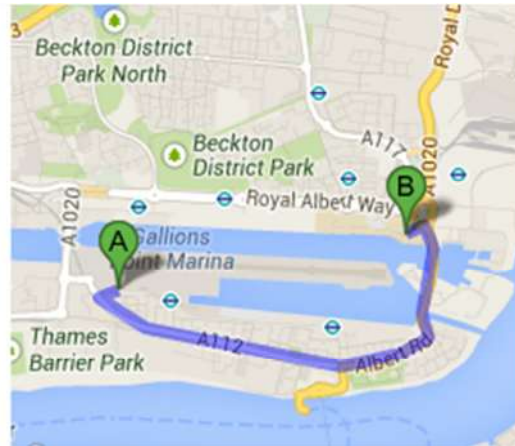 3
Beckton District
Park North
Royal D
A117
A1020
Beckton
District Park
Royal Albert Way
B
A1020
A
Gallions
Point Marina
A112
Albert Rd
Thames
Barrier Park